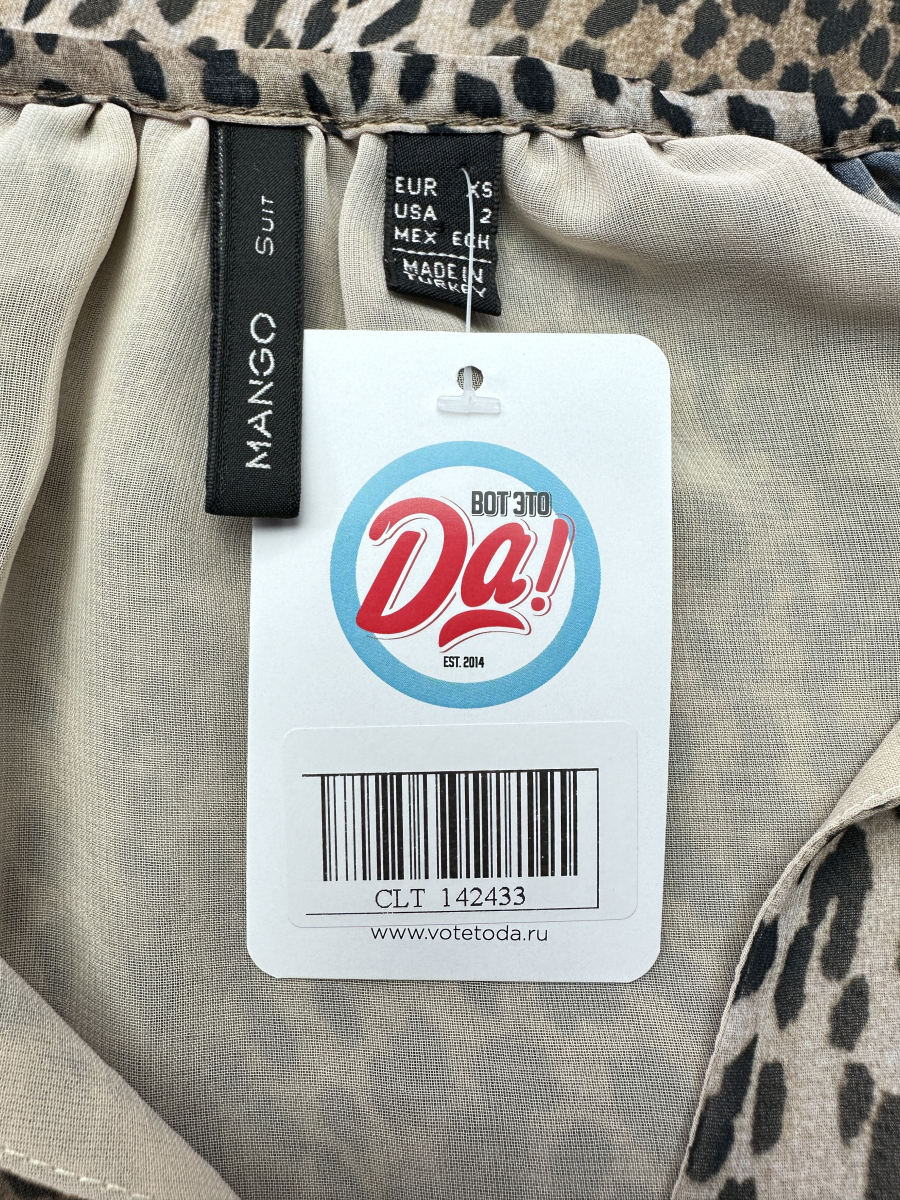 MANGO Suit
EUR XS
USA 2
MEX ECH
MADE IN
TURKEY
ВОТ ЭТО
Да!
EST. 2014
CLT 142433
www.votetoda.ru